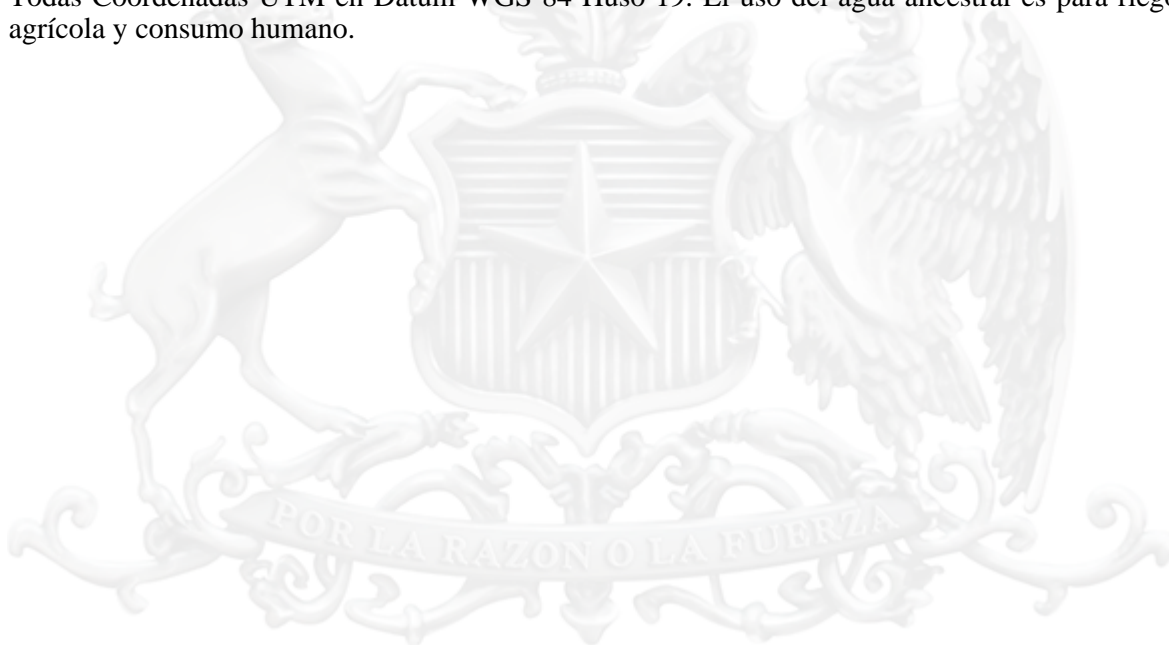 Todas Coordenadas UTM en Datum WGS 84 Huso 19. El uso del agua ancestral es para riego
agrícola y consumo humano.
POR LA RAZON O LA FUERZA